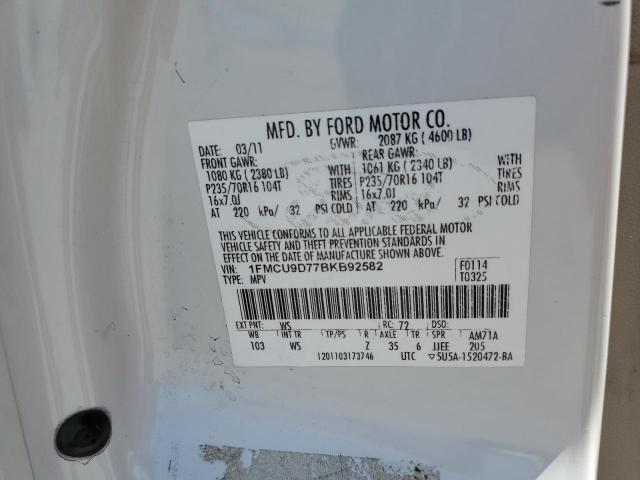 MFD. BY FORD MOTOR CO.
DATE: 03/11 GVWR: 2087 KG ( 4600 LB)
FRONT GAWR: REAR GAWR:
1080 KG ( 2380 LB) WITH 1061 KG ( 2340 LB) WITH
P235/70R16 104T TIRES P235/70R16 104T TIRES
16x7.0J RIMS 16x7.0J RIMS
AT 220 kPa/ 32 PSI COLD AT 220 kPa/ 32 PSI COLD
THIS VEHICLE CONFORMS TO ALL APPLICABLE FEDERAL MOTOR
VEHICLE SAFETY AND THEFT PREVENTION STANDARDS IN
EFFECT ON THE DATE OF MANUFACTURE SHOWN ABOVE.
VIN: 1FMCU9D77BKB92582 F0114
TYPE: MPV T0325
EXT PNT: WS RC: 72 DSO:
WB INT TR TP/PS R AXLE TR SPR AM71A
103 WS Z 35 6 JJEE 205
1201103173746 UTC 5U5A-1520472-BA